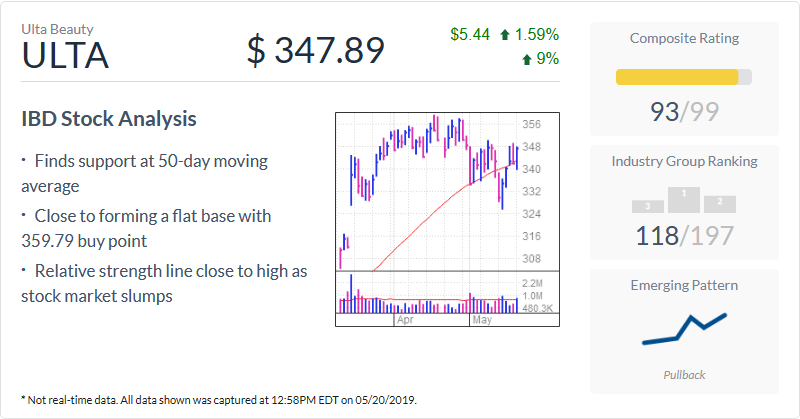 Ulta Beauty
ULTA
$ 347.89
$5.44 1.59%
9%
IBD Stock Analysis
· Finds support at 50-day moving
average
· Close to forming a flat base with
359.79 buy point
· Relative strength line close to high as
stock market slumps
356
348
340
332
324
316
308
2.2M
1.0M
480.3K
Apr
May
Composite Rating
93/99
Industry Group Ranking
3
1
2
118/197
Emerging Pattern
Pullback
* Not real-time data. All data shown was captured at 12:58PM EDT on 05/20/2019.